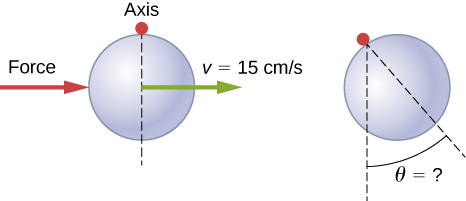 Axis
Force
v = 15 cm/s
θ = ?